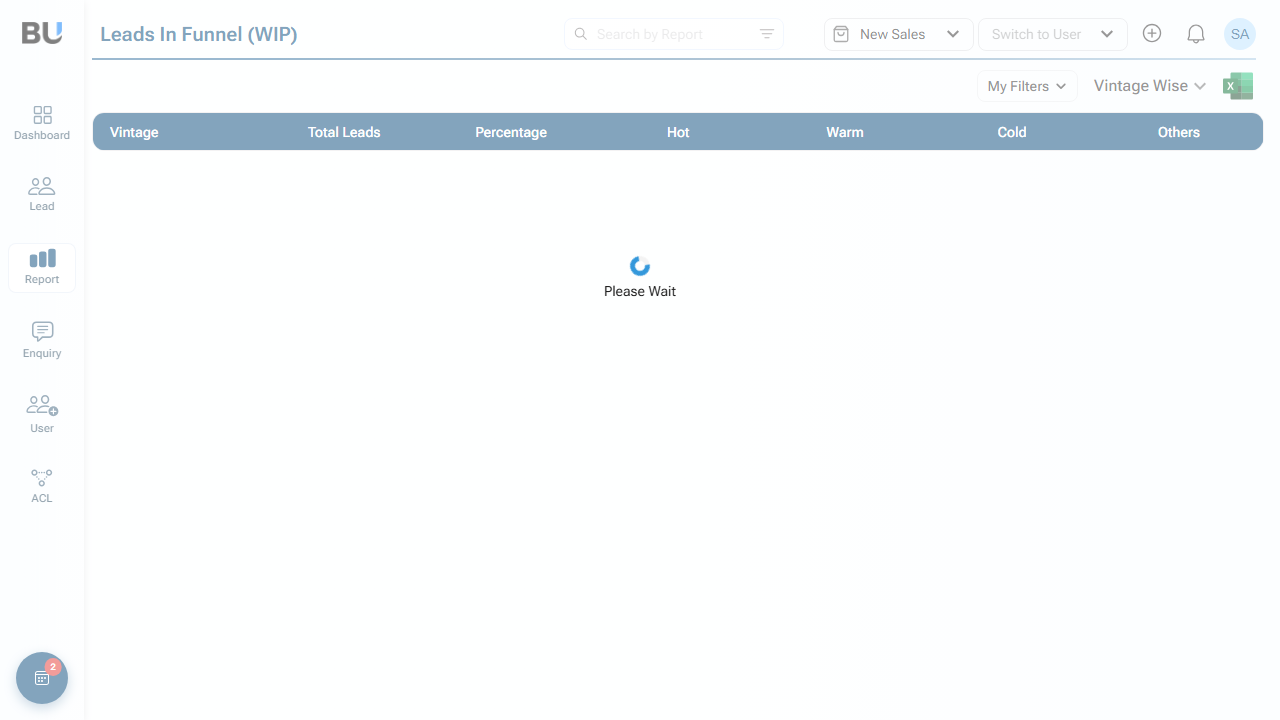 BU
Leads In Funnel (WIP)
Search by Report
New Sales
Switch to User
SA
My Filters
Vintage Wise
X
Vintage
Total Leads
Percentage
Hot
Warm
Cold
Others
Dashboard
Lead
Report
Enquiry
User
ACL
Please Wait
2